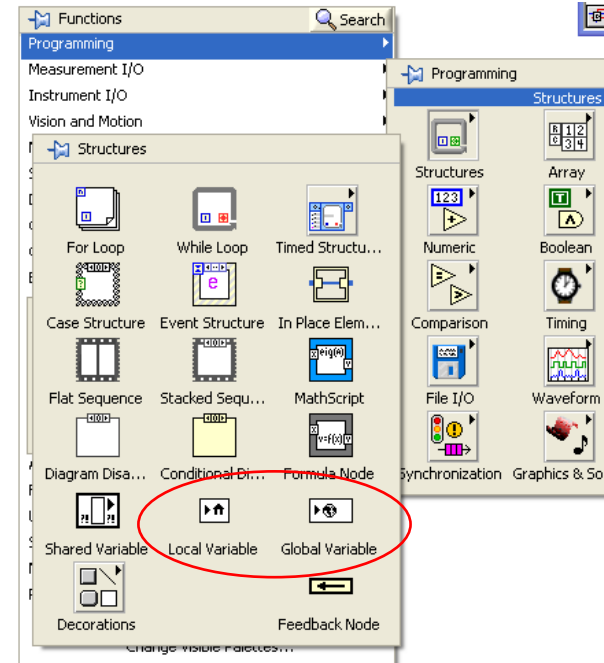 Functions
Search
Programming
Measurement I/O
Instrument I/O
Vision and Motion
Programming
Structures
Structures
Array
Numeric
Boolean
Comparison
Timing
File I/O
Waveform
Synchronization
Graphics & So
Structures
For Loop
While Loop
Timed Structu...
Case Structure
Event Structure
In Place Elem...
Flat Sequence
Stacked Sequ...
MathScript
Diagram Disa...
Conditional Di...
Formula Node
Shared Variable
Local Variable
Global Variable
Decorations
Feedback Node
Change Visible Palettes...